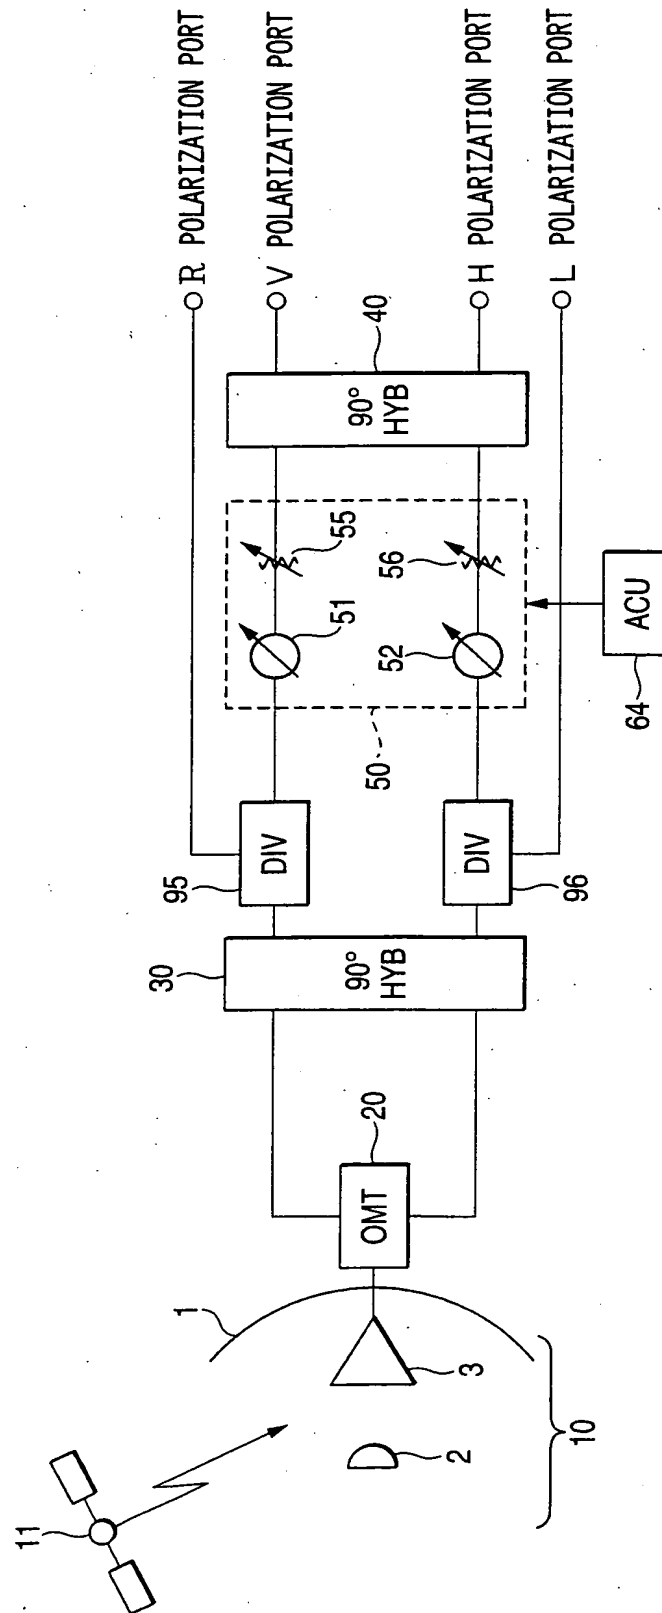 11
10
1
2
3
OMT
20
30
90°
HYB
95
DIV
DIV
96
50
51
52
55
56
ACU
64
90°
HYB
40
R POLARIZATION PORT
V POLARIZATION PORT
H POLARIZATION PORT
L POLARIZATION PORT